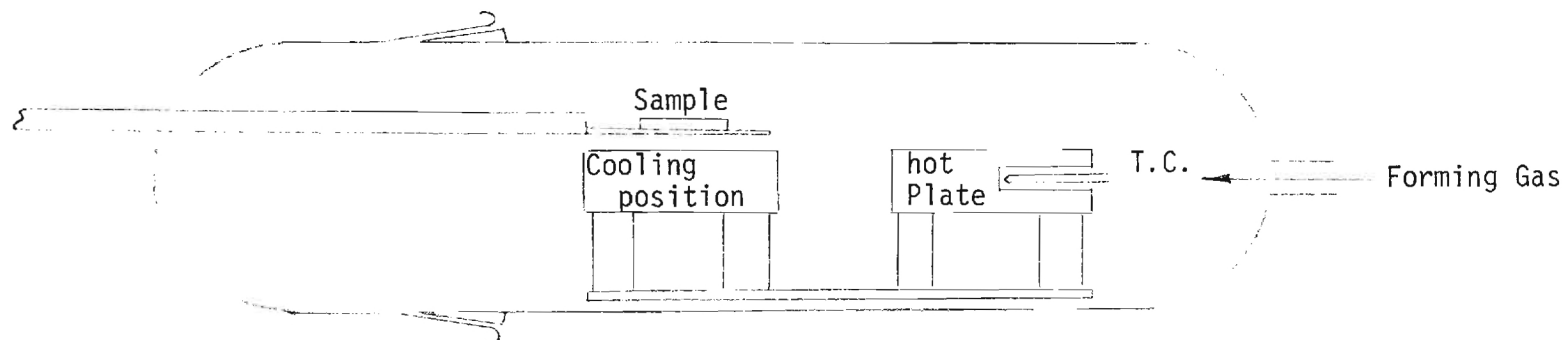 Sample
Cooling
position
hot
Plate
T.C.
Forming Gas